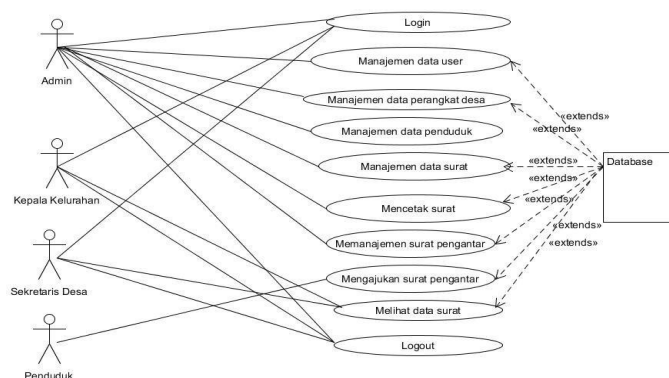 Login
Manajemen data user
Admin
Manajemen data perangkat desa
«extends»
«extends»
Manajemen data penduduk
Manajemen data surat
«extends»
Database
Kepala Kelurahan
Mencetak surat
«extends»
«extends»
Memanajemen surat pengantar
«extends»
«extends»
Mengajukan surat pengantar
Sekretaris Desa
Melihat data surat
Logout
Penduduk